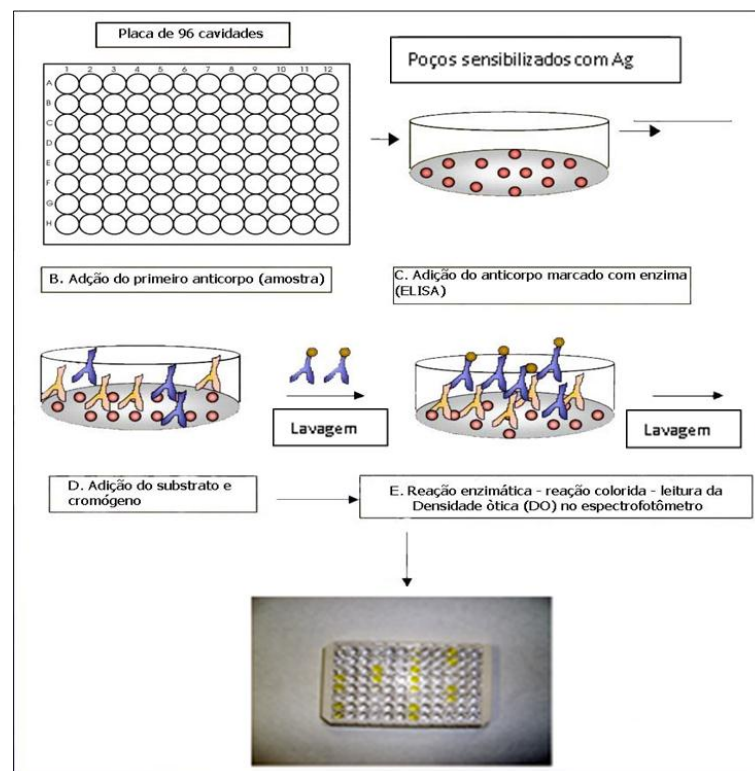 Placa de 96 cavidades
1 2 3 4 5 6 7 8 9 10 11 12
A
B
C
D
E
F
G
H
Poços sensibilizados com Ag
B. Adção do primeiro anticorpo (amostra)
C. Adição do anticorpo marcado com enzima
(ELISA)
Lavagem
Lavagem
D. Adição do substrato e
cromógeno
E. Reação enzimática - reação colorida - leitura da
Densidade òtica (DO) no espectrofotômetro